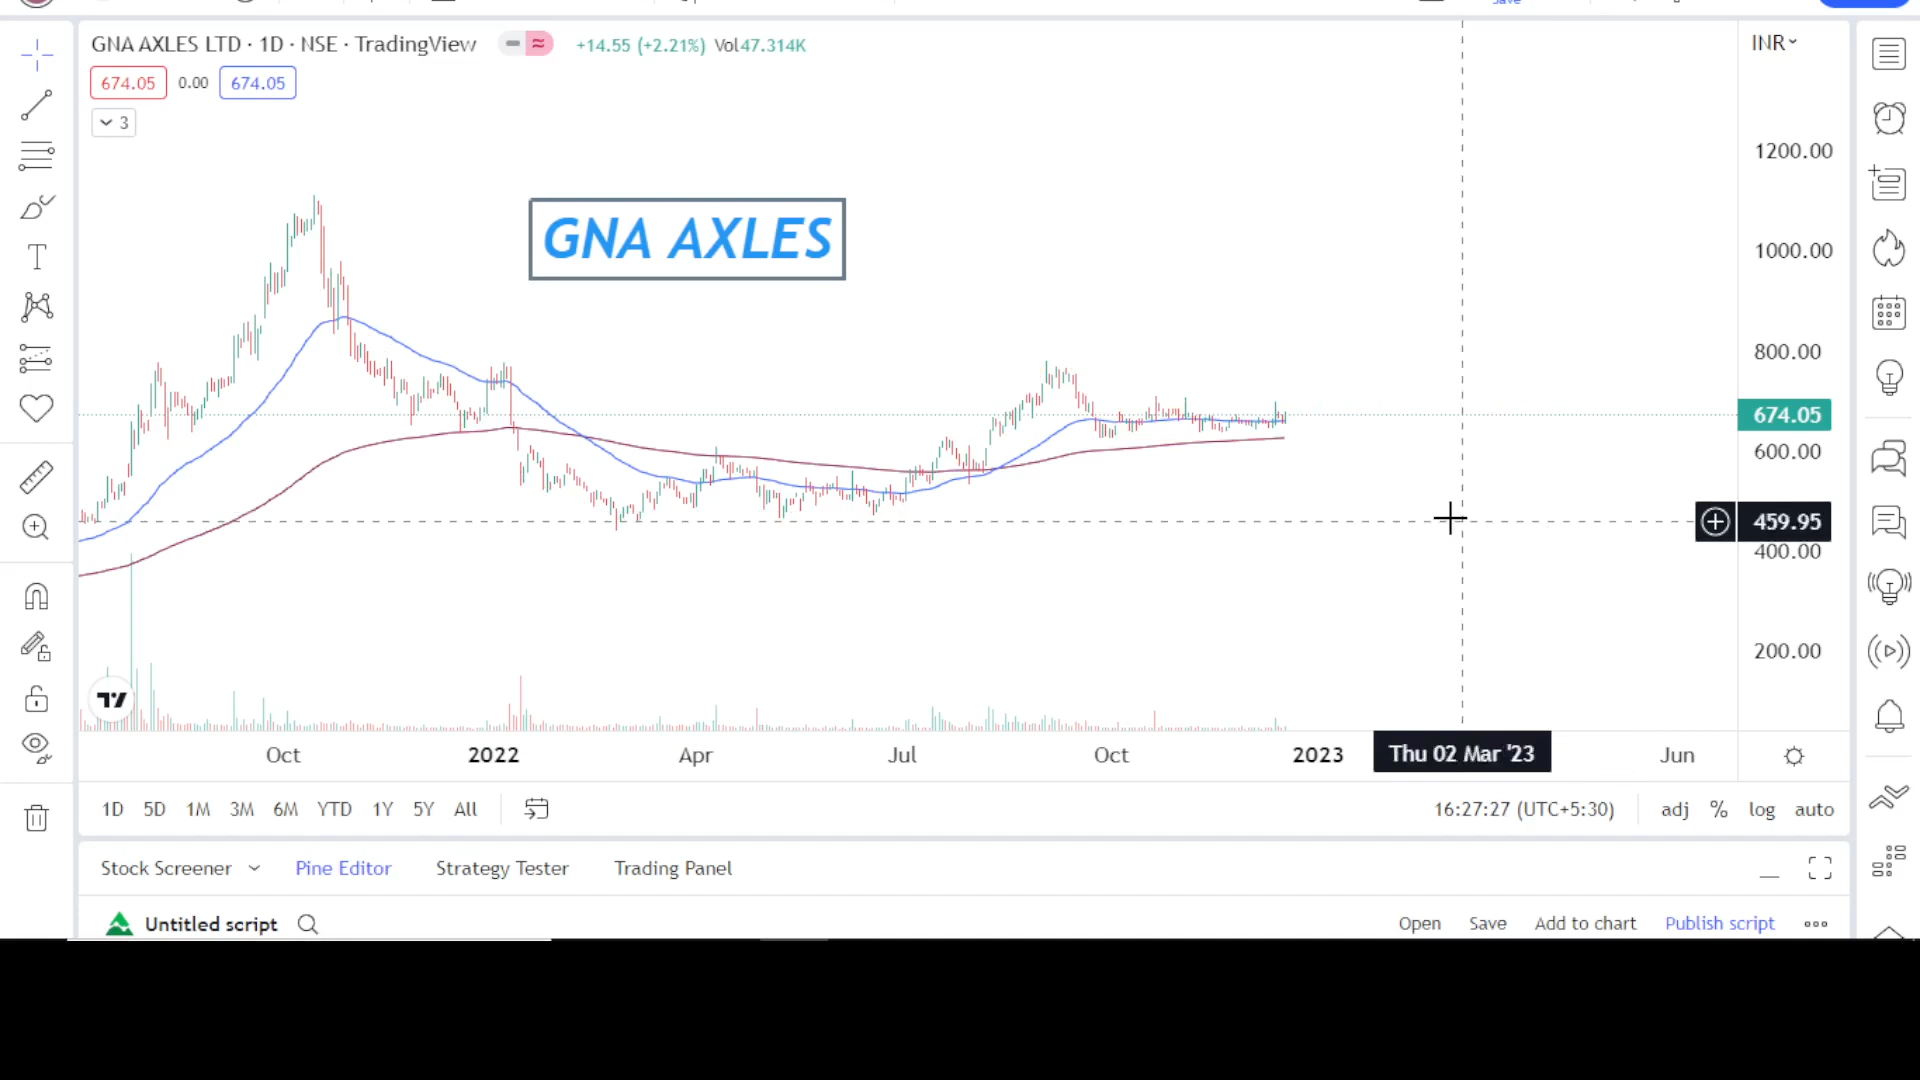 Save
GNA AXLES LTD · 1D · NSE · TradingView +14.55 (+2.21%) Vol47.314K INR
674.05 0.00 674.05
3
GNA AXLES
1200.00
1000.00
800.00
674.05
600.00
459.95
400.00
200.00
Oct 2022 Apr Jul Oct 2023 Thu 02 Mar '23 Jun
1D 5D 1M 3M 6M YTD 1Y 5Y All 16:27:27 (UTC+5:30) adj % log auto
Stock Screener Pine Editor Strategy Tester Trading Panel
Untitled script Open Save Add to chart Publish script